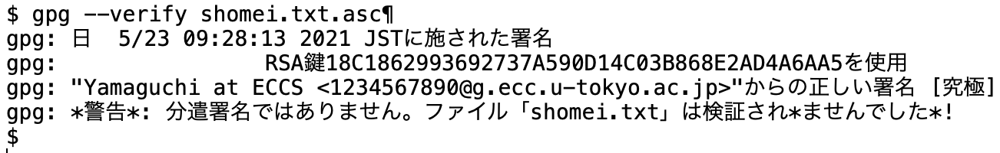 $ gpg --verify shomei.txt.asc¶
gpg: 日  5/23 09:28:13 2021 JSTに施された署名
gpg:                RSA鍵18C1862993692737A590D14C03B868E2AD4A6AA5を使用
gpg: "Yamaguchi at ECCS <1234567890@g.ecc.u-tokyo.ac.jp>"からの正しい署名 [究極]
gpg: *警告*: 分遣署名ではありません。ファイル「shomei.txt」は検証され*ませんでした*!
$